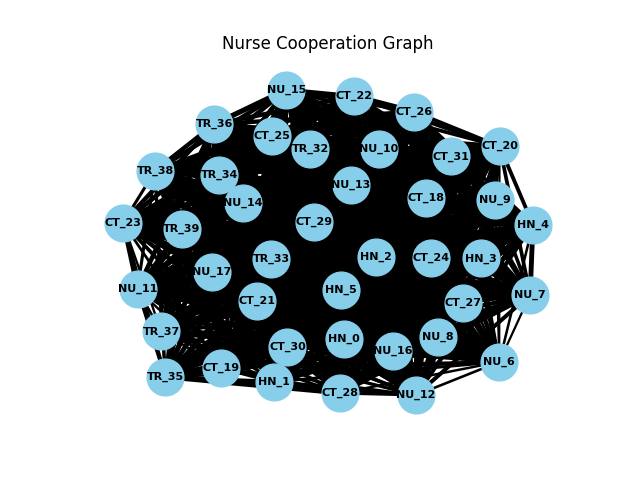 Nurse Cooperation Graph
NU_15
CT_22
CT_26
TR_36
CT_25
CT_20
TR_32
NU_10
CT_31
TR_38
TR_34
NU_13
CT_18
NU_9
NU_14
CT_23
TR_39
CT_29
HN_4
TR_33
HN_2
CT_24
HN_3
NU_17
NU_11
CT_21
HN_5
CT_27
NU_7
TR_37
CT_30
HN_0
NU_16
NU_8
NU_6
TR_35
CT_19
HN_1
CT_28
NU_12